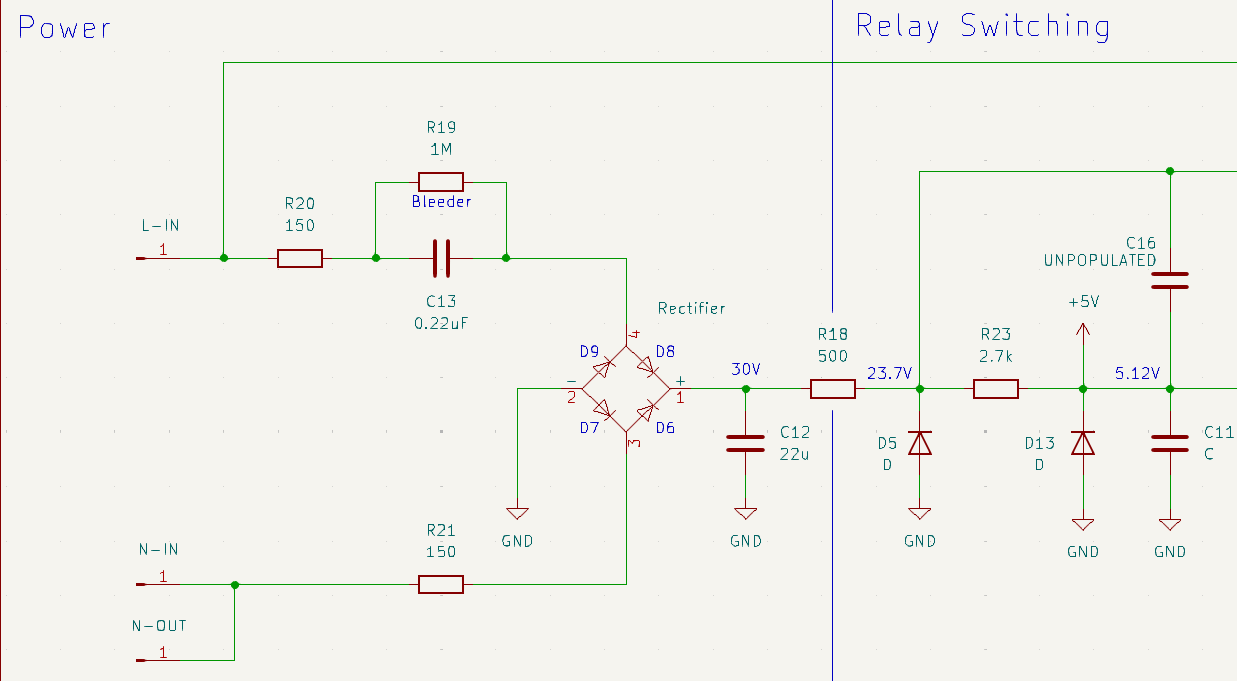 Power
Relay Switching
R19
1M
Bleeder
R20
150
L-IN
1
C13
0.22uF
Rectifier
4
D9
D8
−
2
+
1
D7
D6
3
30V
R18
500
23.7V
R23
2.7k
+5V
5.12V
C16
UNPOPULATED
C12
22u
D5
D
D13
D
C11
C
GND
GND
GND
GND
GND
R21
150
N-IN
1
N-OUT
1